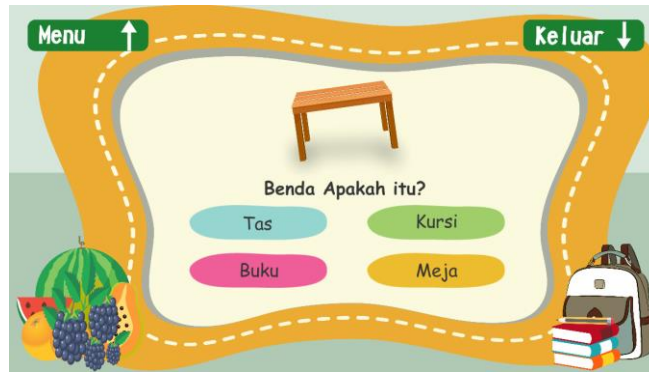 Menu
Keluar
Benda Apakah itu?
Tas
Kursi
Buku
Meja